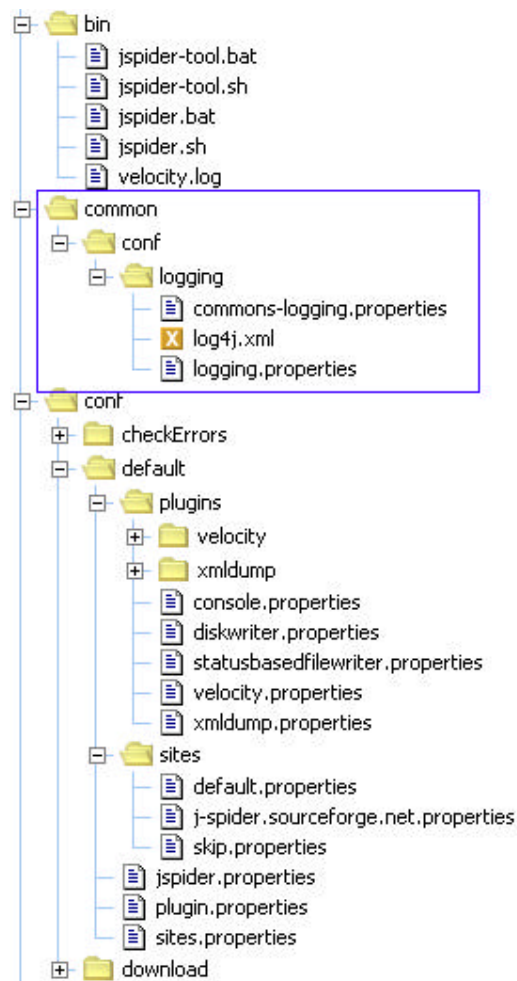 bin
jspider-tool.bat
jspider-tool.sh
jspider.bat
jspider.sh
velocity.log
common
conf
logging
commons-logging.properties
log4j.xml
logging.properties
conf
checkErrors
default
plugins
velocity
xmldump
console.properties
diskwriter.properties
statusbasedfilewriter.properties
velocity.properties
xmldump.properties
sites
default.properties
j-spider.sourceforge.net.properties
skip.properties
jspider.properties
plugin.properties
sites.properties
download